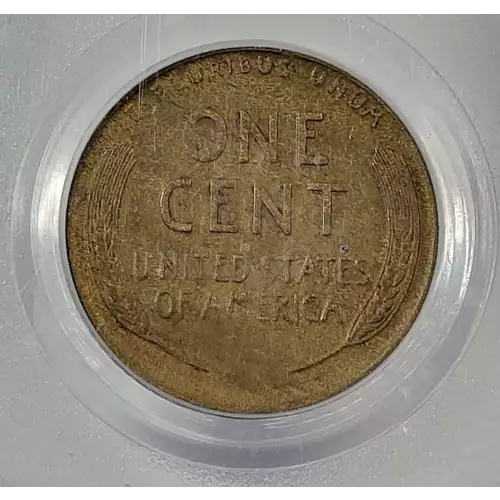 E PLURIBUS UNUM
ONE
CENT
UNITED STATES
OF AMERICA